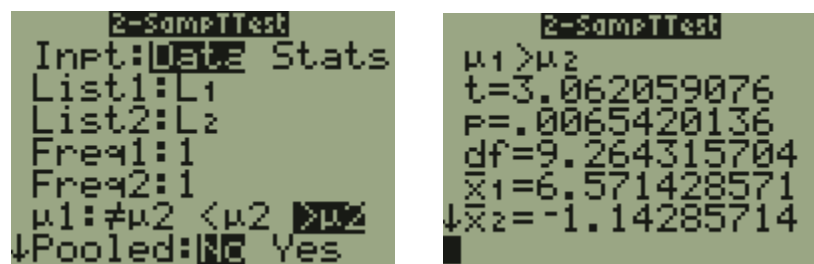 2-SampTTest
Inpt:Data Stats
List1:L1
List2:L2
Freq1:1
Freq2:1
μ1:≠μ2 <μ2 >μ2
↓Pooled:No Yes
2-SampTTest
μ1>μ2
t=3.062059076
p=.0065420136
df=9.264315704
x̄1=6.571428571
↓x̄2=-1.14285714